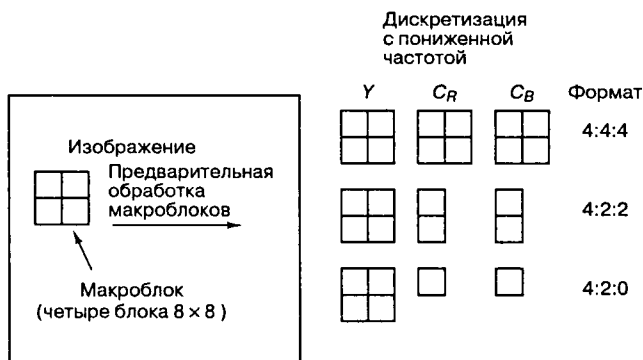 Дискретизация
с пониженной
частотой
Y C_R C_B Формат
4:4:4
Изображение
Предварительная
обработка
макроблоков
4:2:2
Макроблок
(четыре блока 8 × 8 )
4:2:0